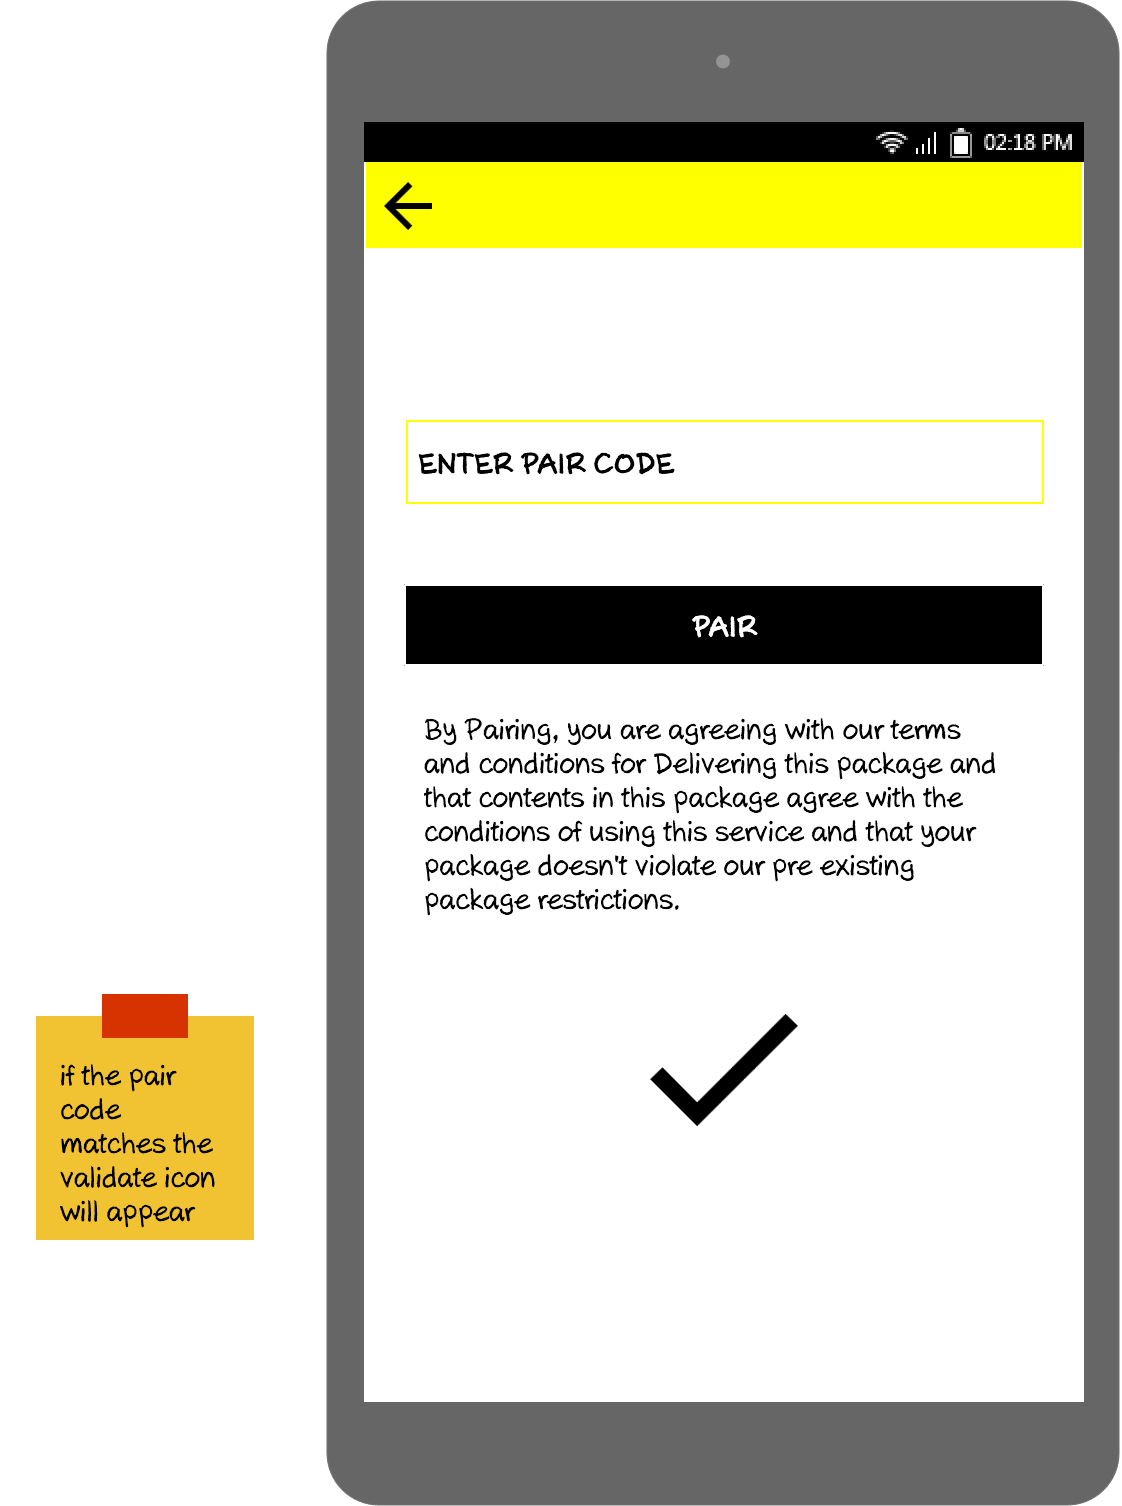 02:18 PM
ENTER PAIR CODE
PAIR
By Pairing, you are agreeing with our terms
and conditions for Delivering this package and
that contents in this package agree with the
conditions of using this service and that your
package doesn't violate our pre existing
package restrictions.
if the pair
code
matches the
validate icon
will appear